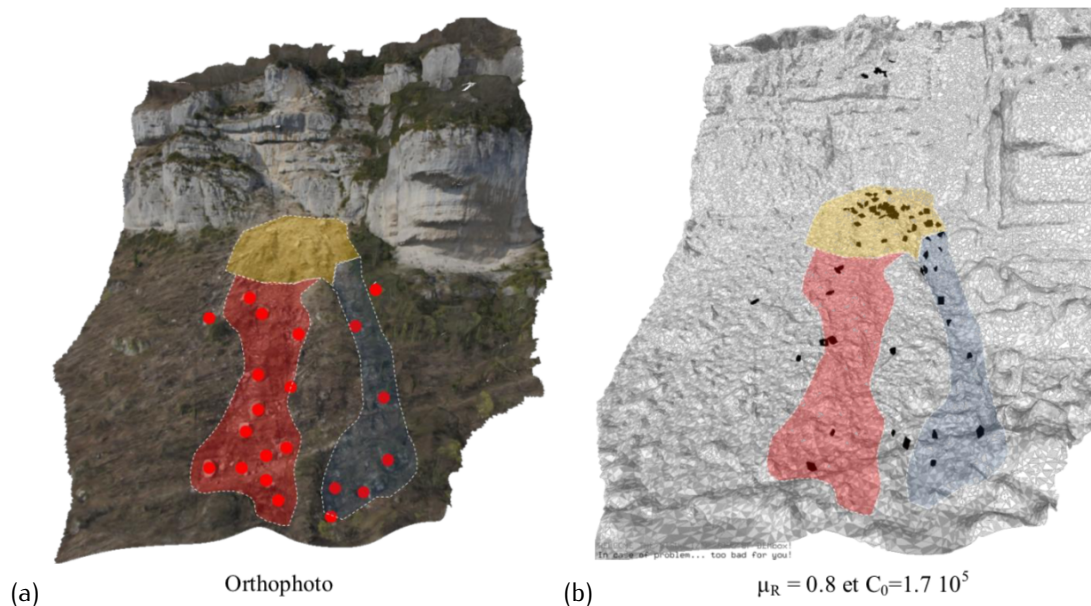 (a)
Orthophoto
In case of problem... too bad for you!
(b)
μR = 0.8 et C0=1.7 10^5